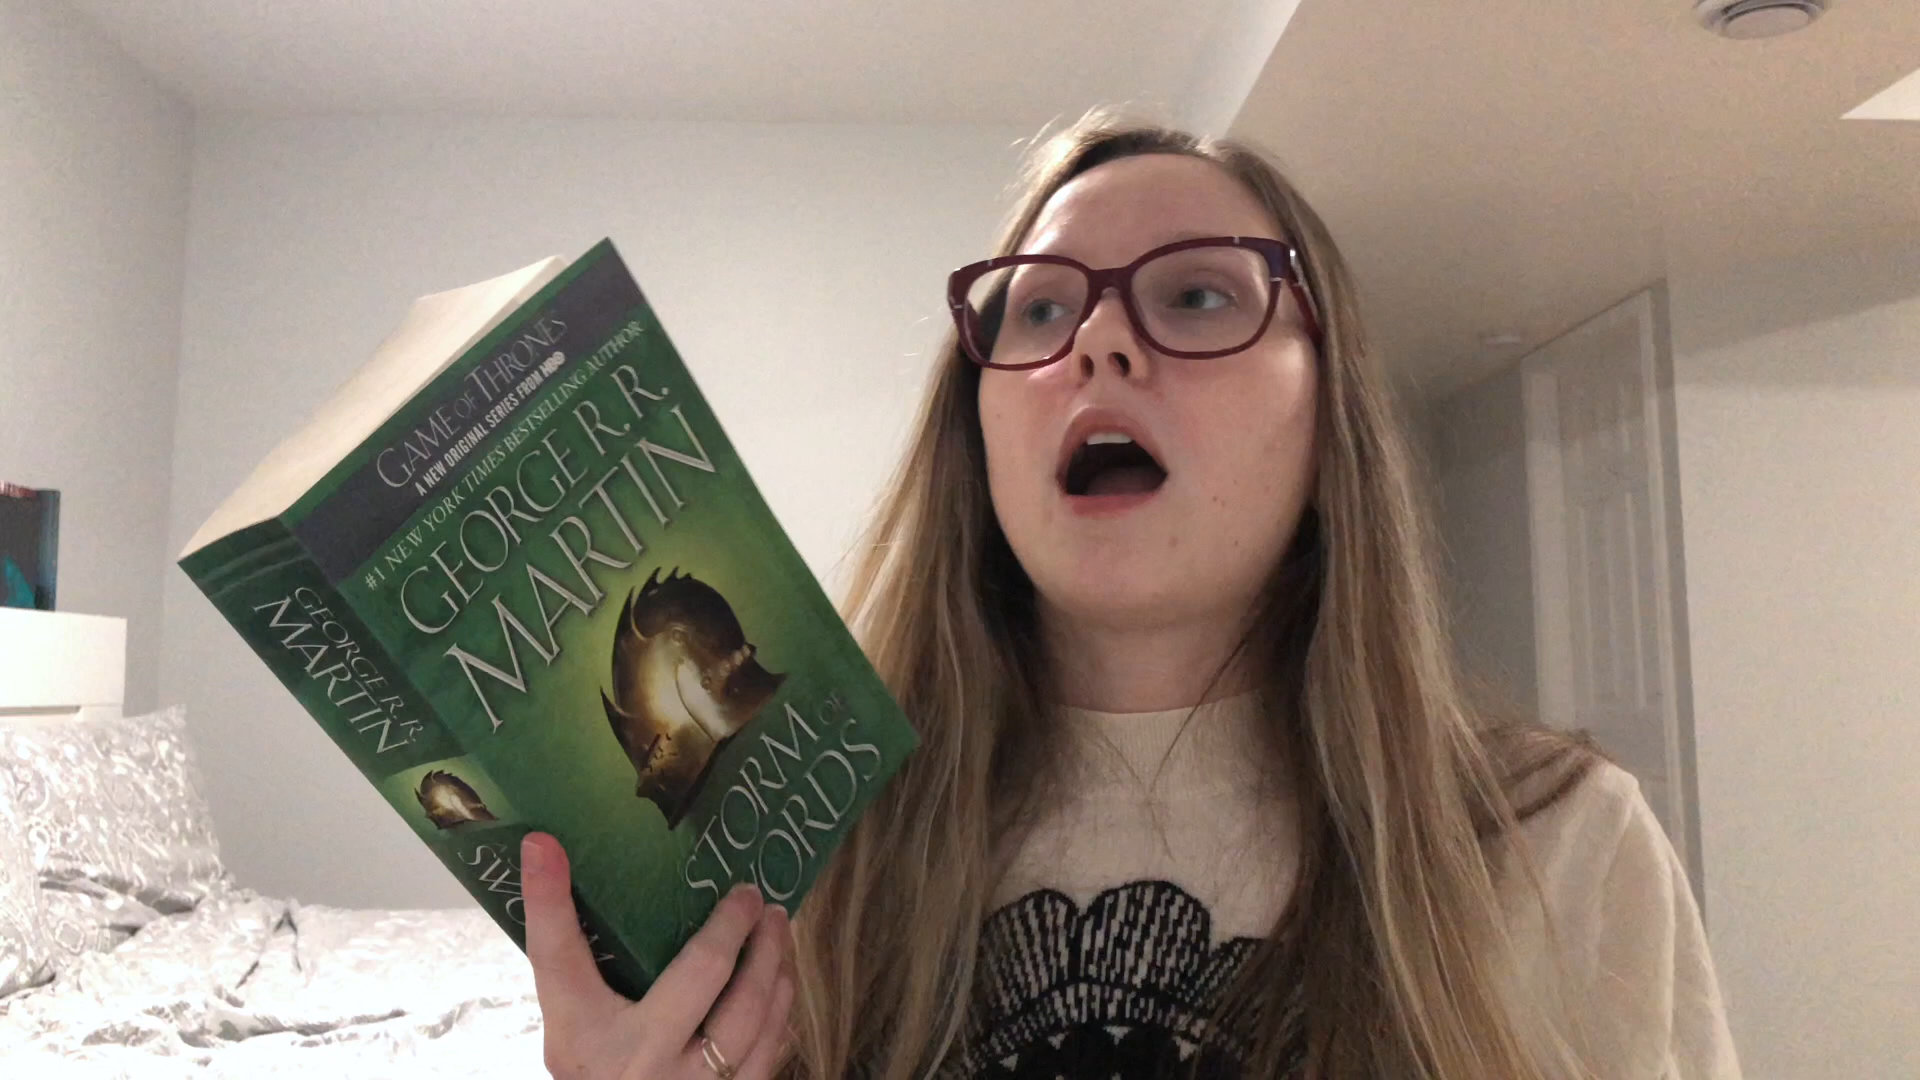 GAME OF THRONES
A NEW ORIGINAL SERIES FROM HBO
#1 NEW YORK TIMES BESTSELLING AUTHOR
GEORGE R. R.
MARTIN
STORM OF
GEORGE R.R.
MARTIN